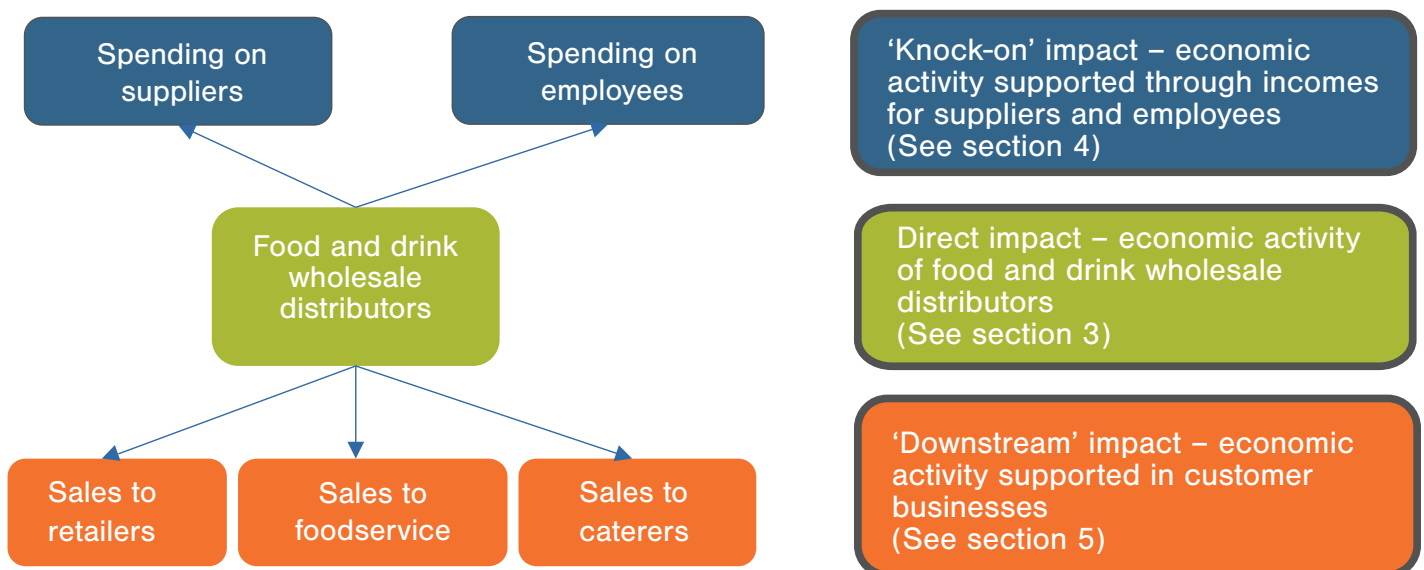 Spending on
suppliers
Spending on
employees
‘Knock-on’ impact – economic
activity supported through incomes
for suppliers and employees
(See section 4)
Food and drink
wholesale
distributors
Direct impact – economic activity
of food and drink wholesale
distributors
(See section 3)
Sales to
retailers
Sales to
foodservice
Sales to
caterers
‘Downstream’ impact – economic
activity supported in customer
businesses
(See section 5)